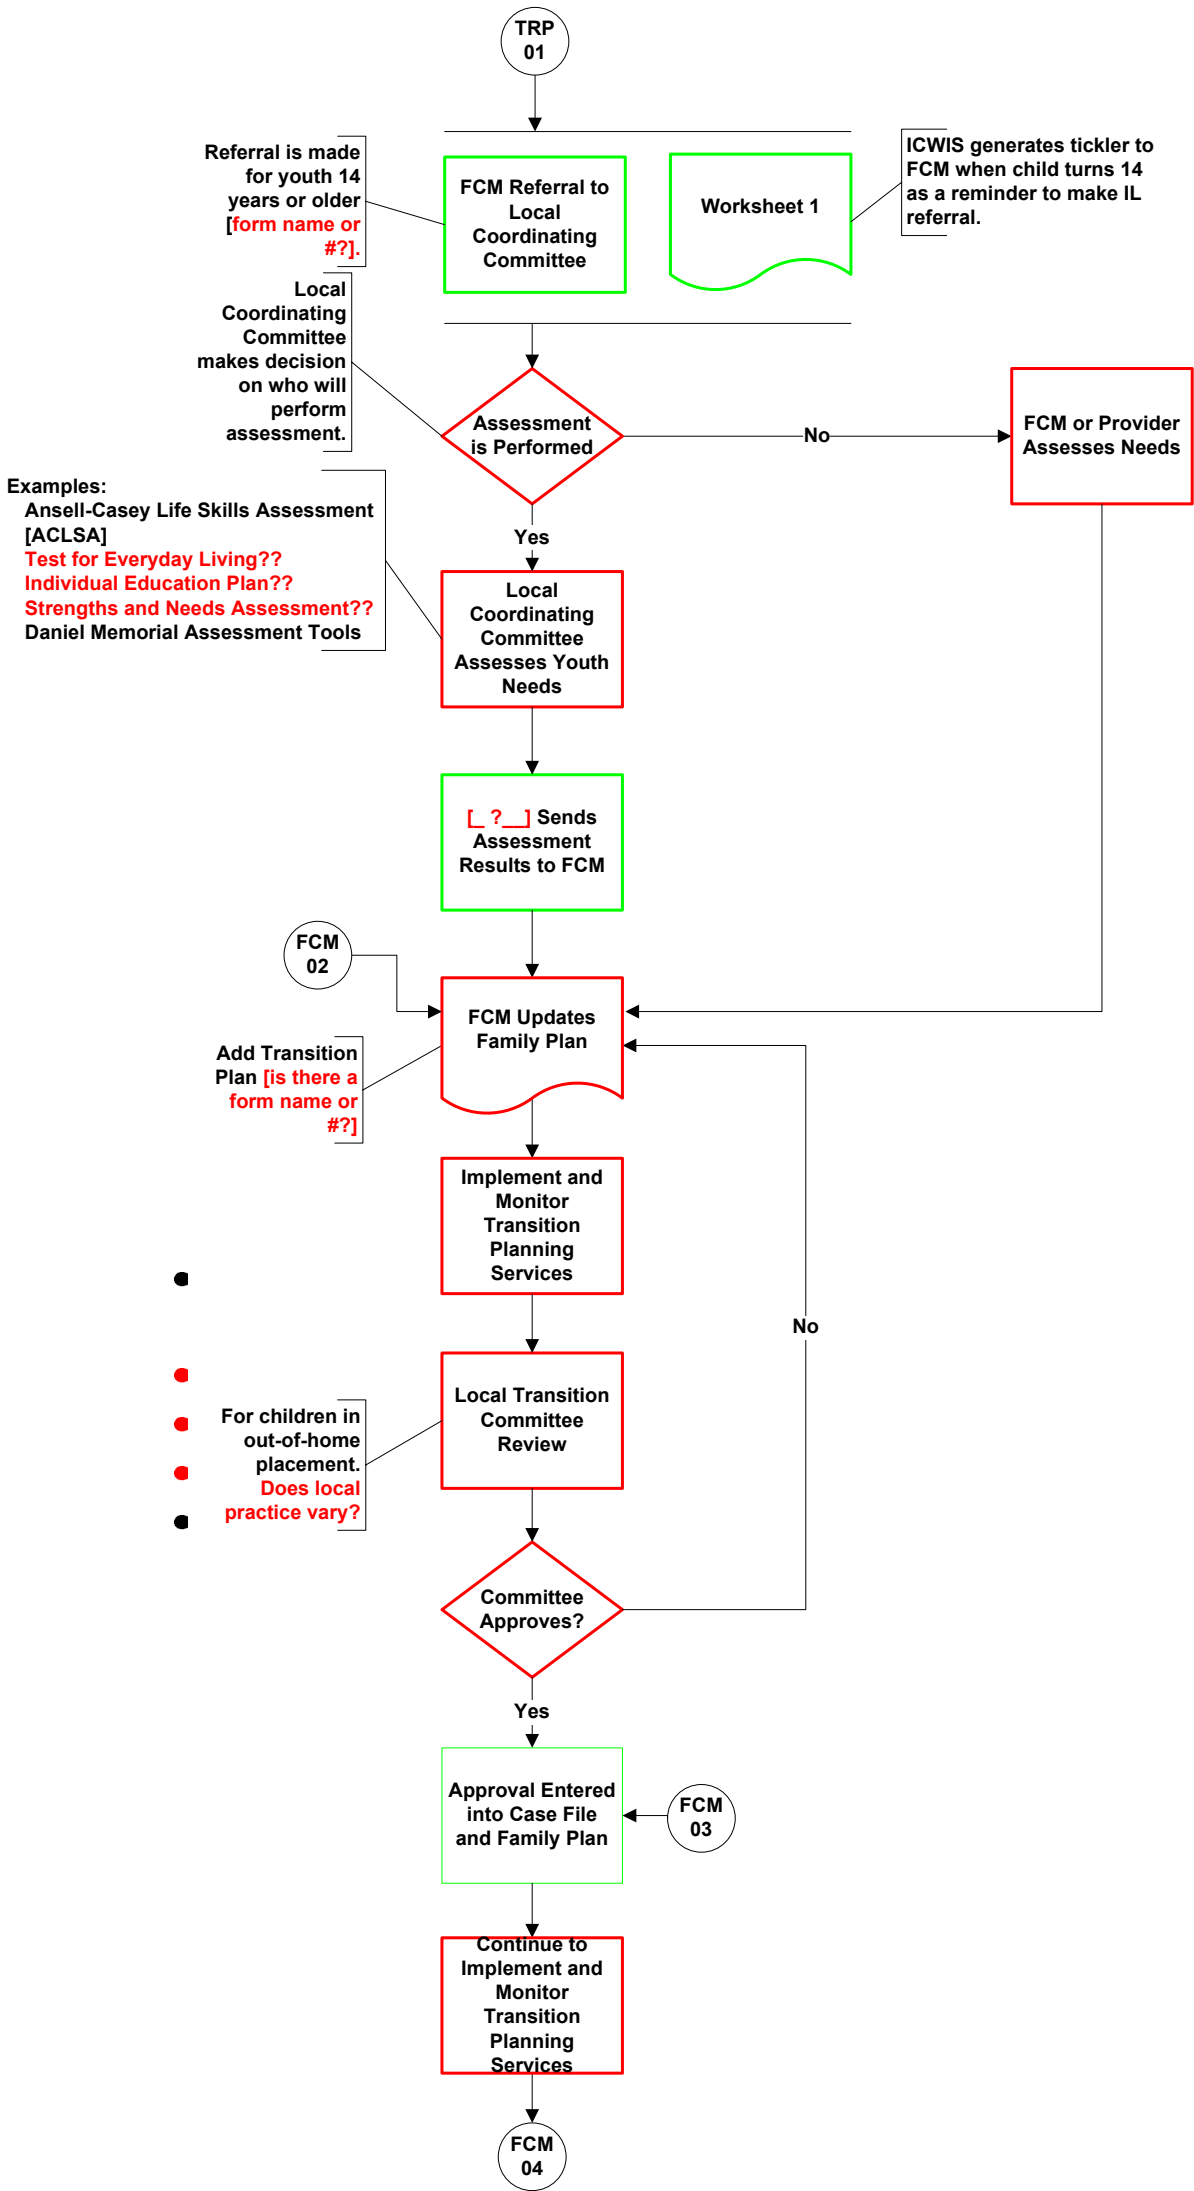 TRP
01
Referral is made
for youth 14
years or older
[form name or
#?].
FCM Referral to
Local
Coordinating
Committee
Worksheet 1
ICWIS generates tickler to
FCM when child turns 14
as a reminder to make IL
referral.
Local
Coordinating
Committee
makes decision
on who will
perform
assessment.
Assessment
is Performed
No
FCM or Provider
Assesses Needs
Yes
Examples:
Ansell-Casey Life Skills Assessment
[ACLSA]
Test for Everyday Living??
Individual Education Plan??
Strengths and Needs Assessment??
Daniel Memorial Assessment Tools
Local
Coordinating
Committee
Assesses Youth
Needs
[_ ?__] Sends
Assessment
Results to FCM
FCM
02
FCM Updates
Family Plan
Add Transition
Plan [is there a
form name or
#?]
Implement and
Monitor
Transition
Planning
Services
No
Local Transition
Committee
Review
For children in
out-of-home
placement.
Does local
practice vary?
Committee
Approves?
Yes
Approval Entered
into Case File
and Family Plan
FCM
03
Continue to
Implement and
Monitor
Transition
Planning
Services
FCM
04